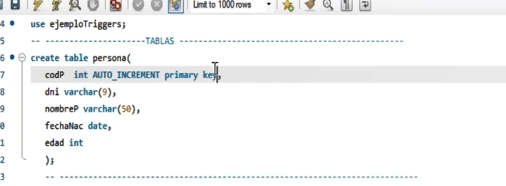 Limit to 1000 rows
4 use ejemploTriggers;
5 -- --------------------TABLAS ---------------------------------------------
6 create table persona(
7 codP int AUTO_INCREMENT primary key,
8 dni varchar(9),
9 nombreP varchar(50),
0 fechaNac date,
1 edad int
2 );
3 -- -----------------------------------------------------------------------